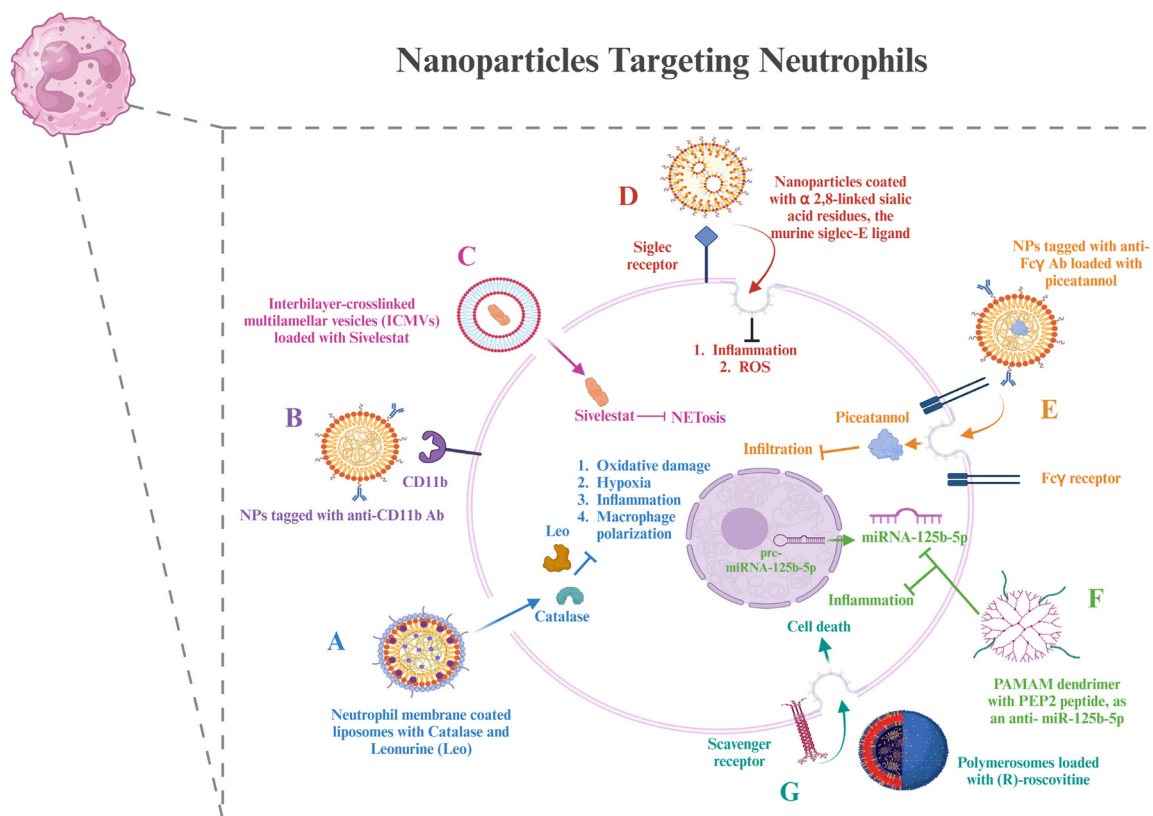 Nanoparticles Targeting Neutrophils
D
Nanoparticles coated
with α 2,8-linked sialic
acid residues, the
murine siglec-E ligand
Siglec
receptor
1. Inflammation
2. ROS
C
Interbilayer-crosslinked
multilamellar vesicles (ICMVs)
loaded with Sivelestat
Sivelestat
NETosis
NPs tagged with anti-
Fcγ Ab loaded with
piceatannol
E
Piceatannol
Infiltration
Fcγ receptor
B
CD11b
NPs tagged with anti-CD11b Ab
1. Oxidative damage
2. Hypoxia
3. Inflammation
4. Macrophage
polarization
Leo
Catalase
A
Neutrophil membrane coated
liposomes with Catalase and
Leonurine (Leo)
prc-
miRNA-125b-5p
miRNA-125b-5p
Inflammation
F
PAMAM dendrimer
with PEP2 peptide, as
an anti- miR-125b-5p
Cell death
Scavenger
receptor
G
Polymerosomes loaded
with (R)-roscovitine